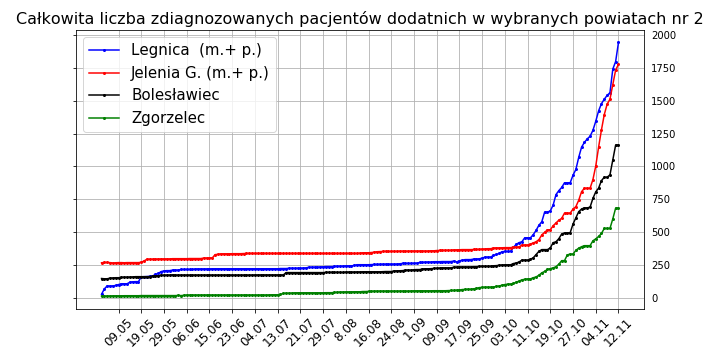 Całkowita liczba zdiagnozowanych pacjentów dodatnich w wybranych powiatach nr 2
Legnica (m.+ p.)
Jelenia G. (m.+ p.)
Bolesławiec
Zgorzelec
2000
1750
1500
1250
1000
750
500
250
0
09.05 19.05 29.05 06.06 15.06 23.06 04.07 13.07 21.07 29.07 8.08 16.08 24.08 1.09 09.09 17.09 25.09 03.10 11.10 19.10 27.10 04.11 12.11